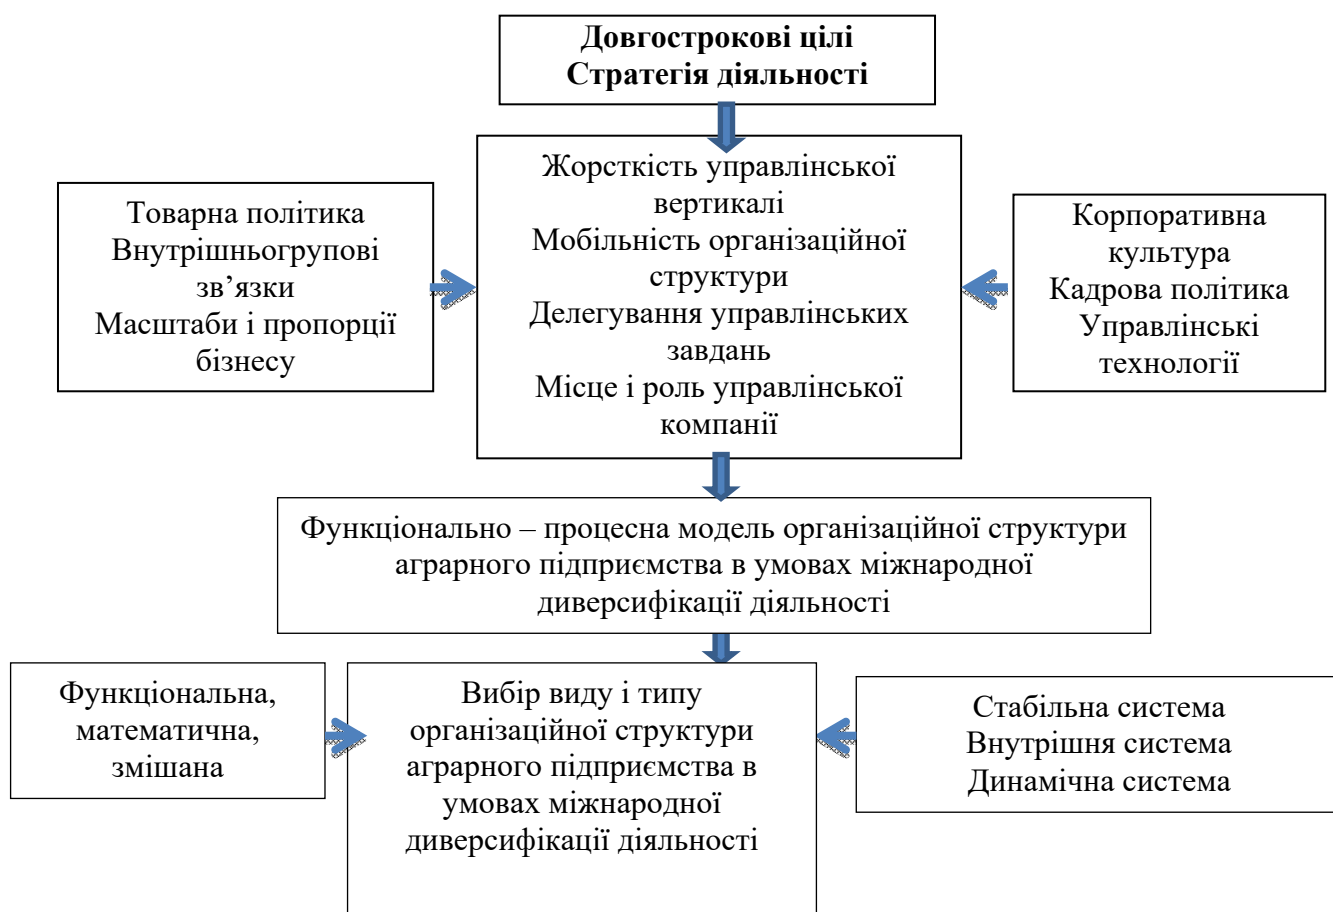 Довгострокові цілі
Стратегія діяльності
Жорсткість управлінської
вертикалі
Мобільність організаційної
структури
Делегування управлінських
завдань
Місце і роль управлінської
компанії
Товарна політика
Внутрішньогрупові
зв’язки
Масштаби і пропорції
бізнесу
Корпоративна
культура
Кадрова політика
Управлінські
технології
Функціонально – процесна модель організаційної структури
аграрного підприємства в умовах міжнародної
диверсифікації діяльності
Функціональна,
математична,
змішана
Вибір виду і типу
організаційної структури
аграрного підприємства в
умовах міжнародної
диверсифікації діяльності
Стабільна система
Внутрішня система
Динамічна система